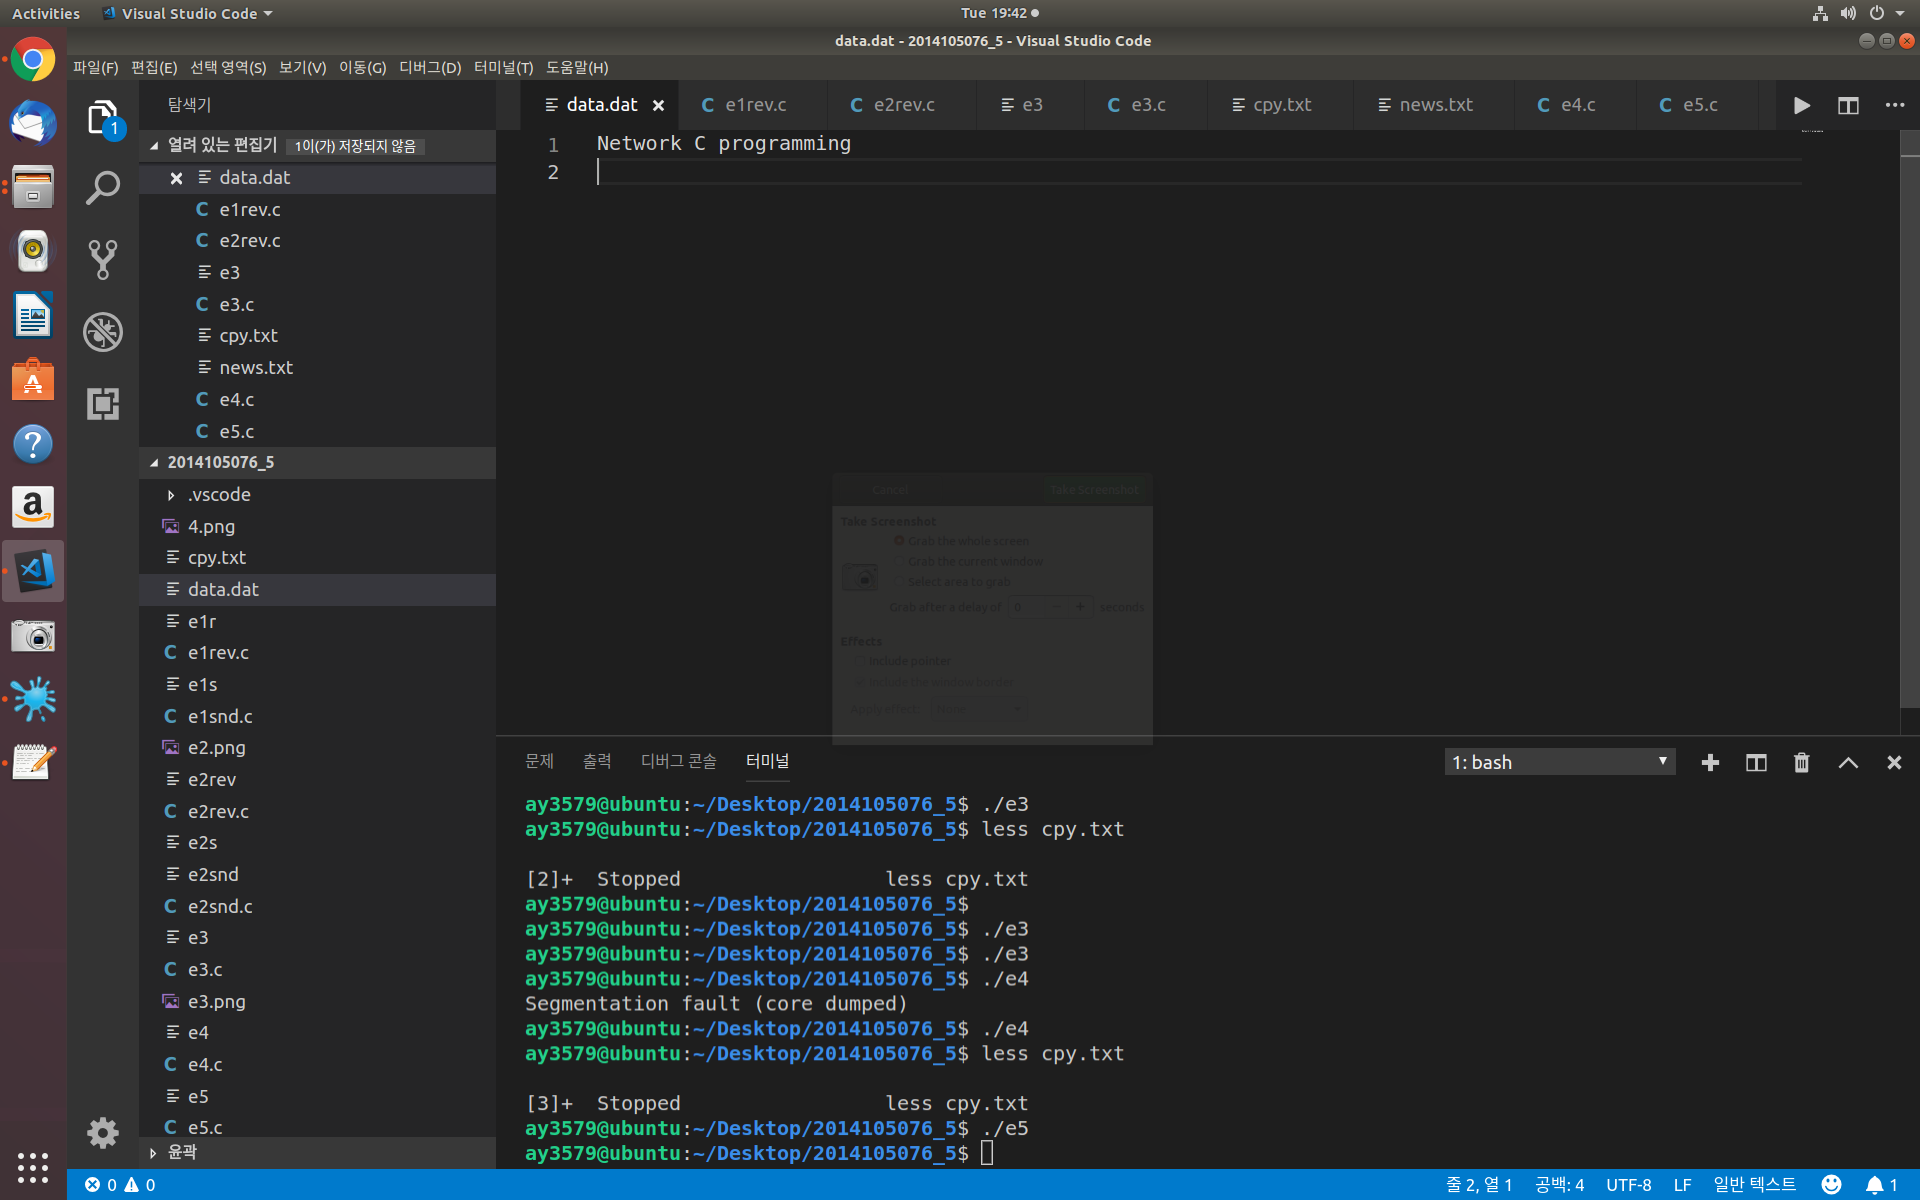 Activities
Visual Studio Code
Tue 19:42
data.dat - 2014105076_5 - Visual Studio Code
파일(F) 편집(E) 선택 영역(S) 보기(V) 이동(G) 디버그(D) 터미널(T) 도움말(H)
탐색기
1
열려 있는 편집기 1이(가) 저장되지 않음
data.dat
e1rev.c
e2rev.c
e3
e3.c
cpy.txt
news.txt
e4.c
e5.c
2014105076_5
.vscode
4.png
cpy.txt
data.dat
e1r
e1rev.c
e1s
e1snd.c
e2.png
e2rev
e2rev.c
e2s
e2snd
e2snd.c
e3
e3.c
e3.png
e4
e4.c
e5
e5.c
윤곽
data.dat e1rev.c e2rev.c e3 e3.c cpy.txt news.txt e4.c e5.c
1 Network C programming
2
Cancel Take Screenshot
Take Screenshot
Grab the whole screen
Grab the current window
Select area to grab
Grab after a delay of 0 seconds
Effects
Include pointer
Include the window border
Apply effect: None
문제 출력 디버그 콘솔 터미널
1: bash
ay3579@ubuntu:~/Desktop/2014105076_5$ ./e3
ay3579@ubuntu:~/Desktop/2014105076_5$ less cpy.txt
[2]+ Stopped less cpy.txt
ay3579@ubuntu:~/Desktop/2014105076_5$
ay3579@ubuntu:~/Desktop/2014105076_5$ ./e3
ay3579@ubuntu:~/Desktop/2014105076_5$ ./e3
ay3579@ubuntu:~/Desktop/2014105076_5$ ./e4
Segmentation fault (core dumped)
ay3579@ubuntu:~/Desktop/2014105076_5$ ./e4
ay3579@ubuntu:~/Desktop/2014105076_5$ less cpy.txt
[3]+ Stopped less cpy.txt
ay3579@ubuntu:~/Desktop/2014105076_5$ ./e5
ay3579@ubuntu:~/Desktop/2014105076_5$
0 0
줄 2, 열 1 공백: 4 UTF-8 LF 일반 텍스트 1